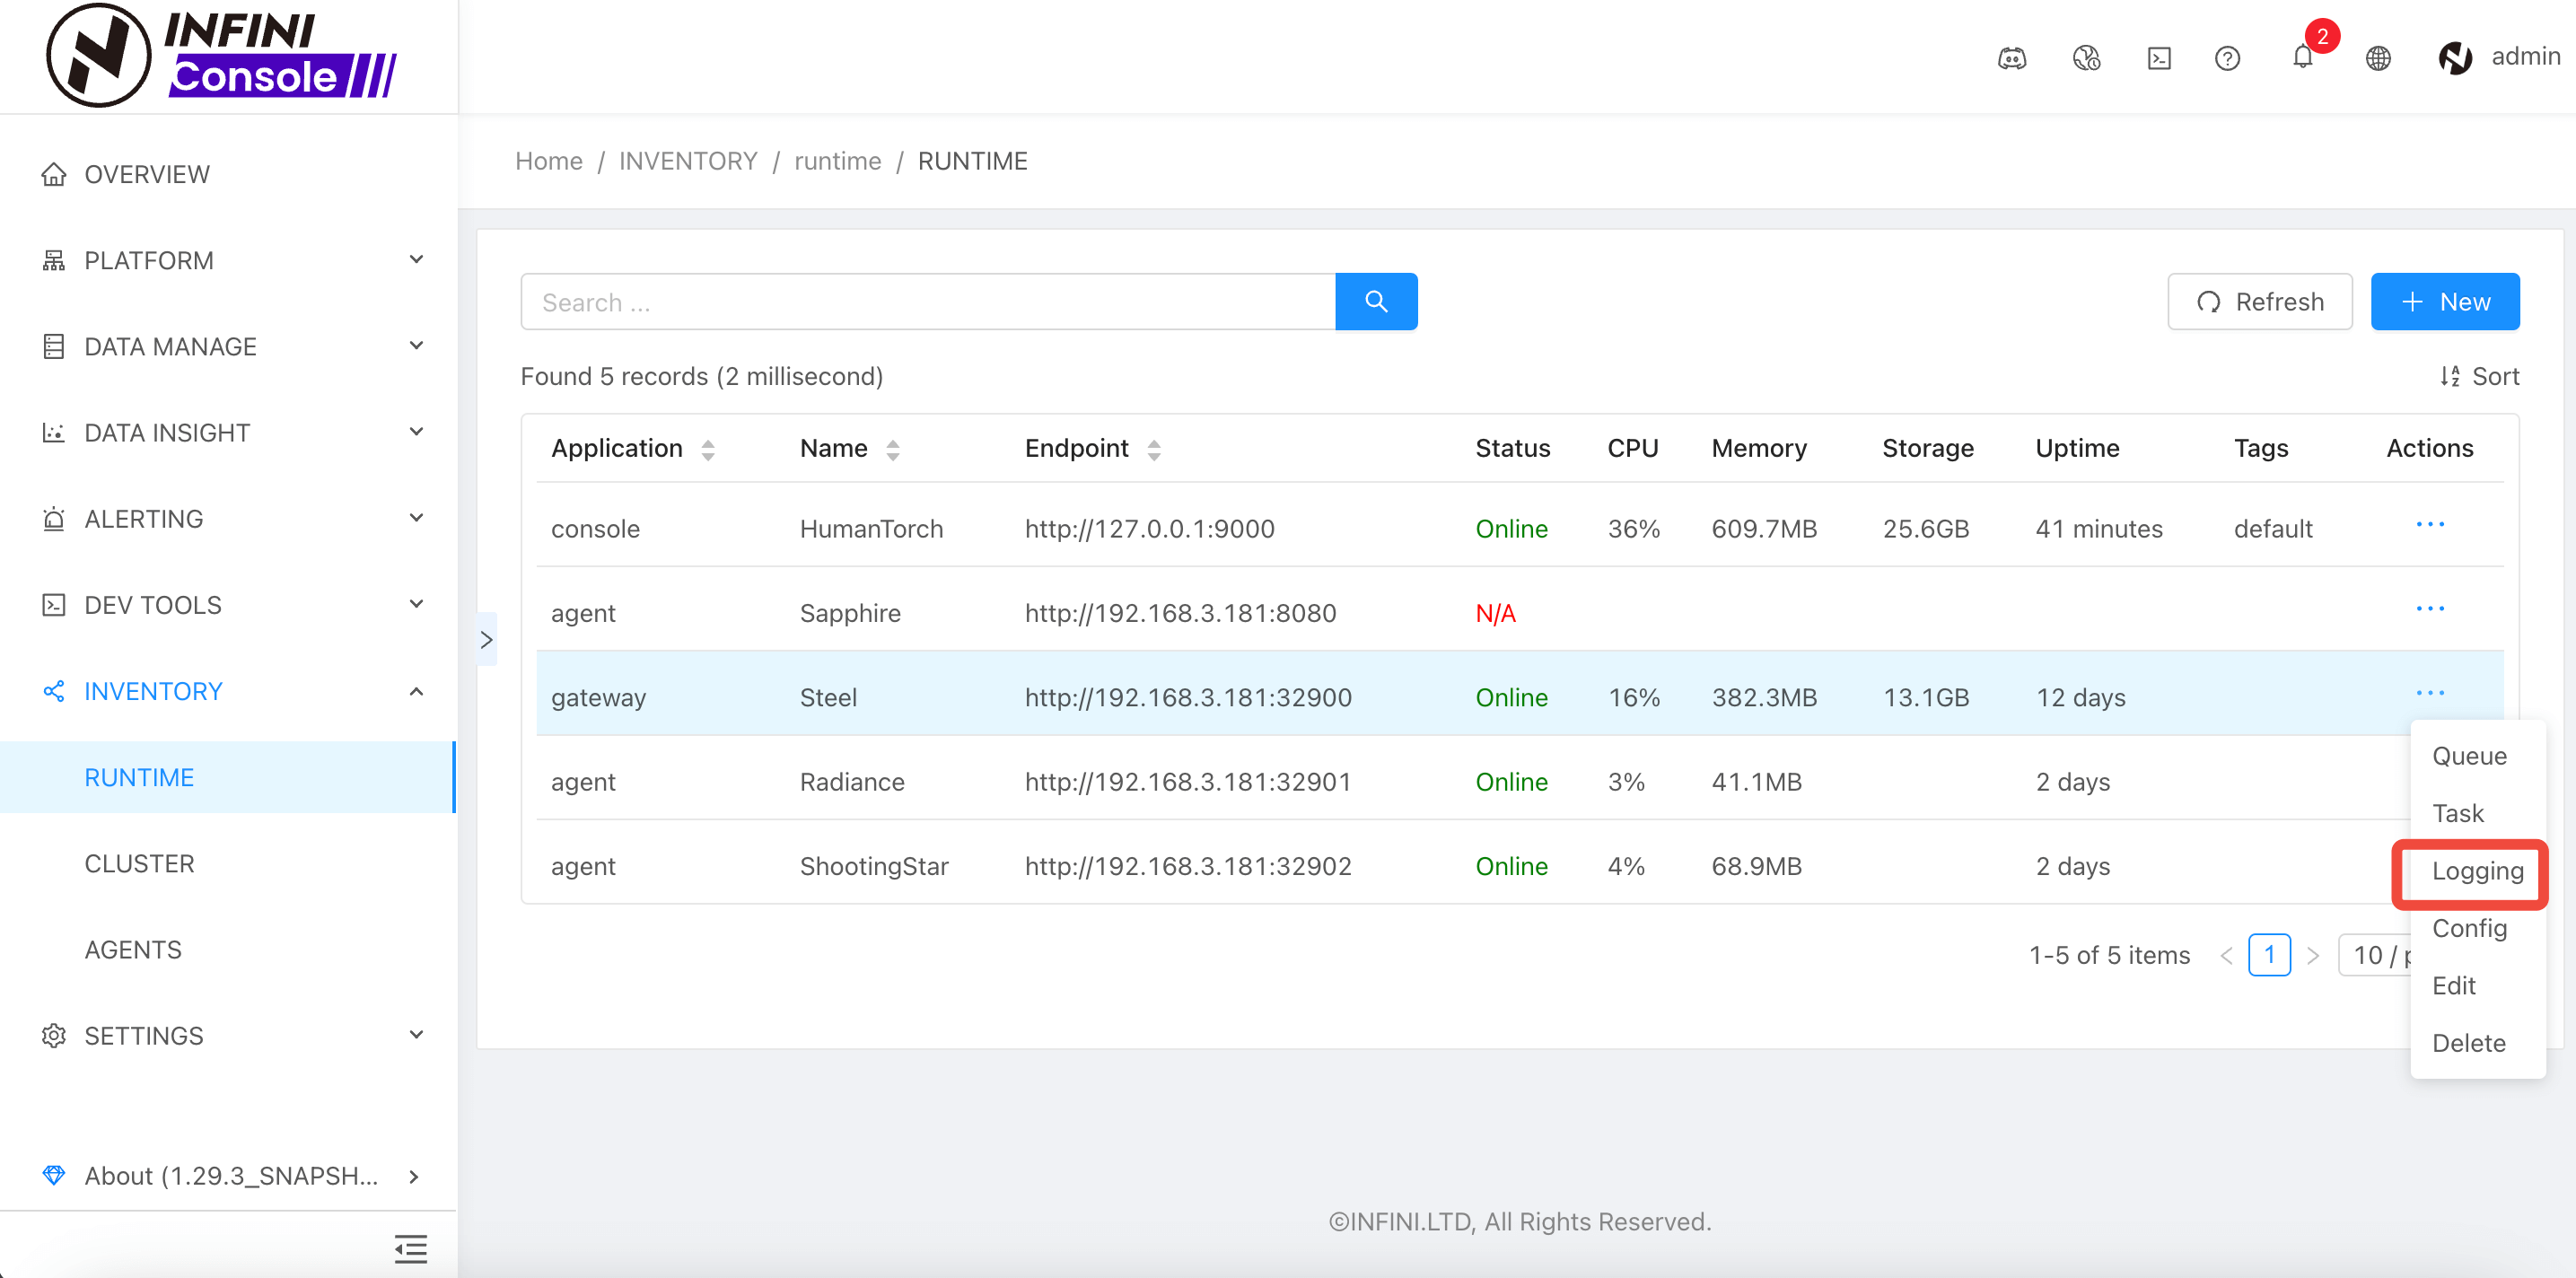 INFINI
Console
2
admin
OVERVIEW
PLATFORM
DATA MANAGE
DATA INSIGHT
ALERTING
DEV TOOLS
INVENTORY
RUNTIME
CLUSTER
AGENTS
SETTINGS
About (1.29.3_SNAPSH...
Home / INVENTORY / runtime / RUNTIME
Search ...
Refresh
New
Found 5 records (2 millisecond)
Sort
Application Name Endpoint Status CPU Memory Storage Uptime Tags Actions
console HumanTorch http://127.0.0.1:9000 Online 36% 609.7MB 25.6GB 41 minutes default ...
agent Sapphire http://192.168.3.181:8080 N/A ...
gateway Steel http://192.168.3.181:32900 Online 16% 382.3MB 13.1GB 12 days ...
agent Radiance http://192.168.3.181:32901 Online 3% 41.1MB 2 days
agent ShootingStar http://192.168.3.181:32902 Online 4% 68.9MB 2 days
Queue
Task
Logging
Config
Edit
Delete
1-5 of 5 items < 1 > 10 / p
©INFINI.LTD, All Rights Reserved.